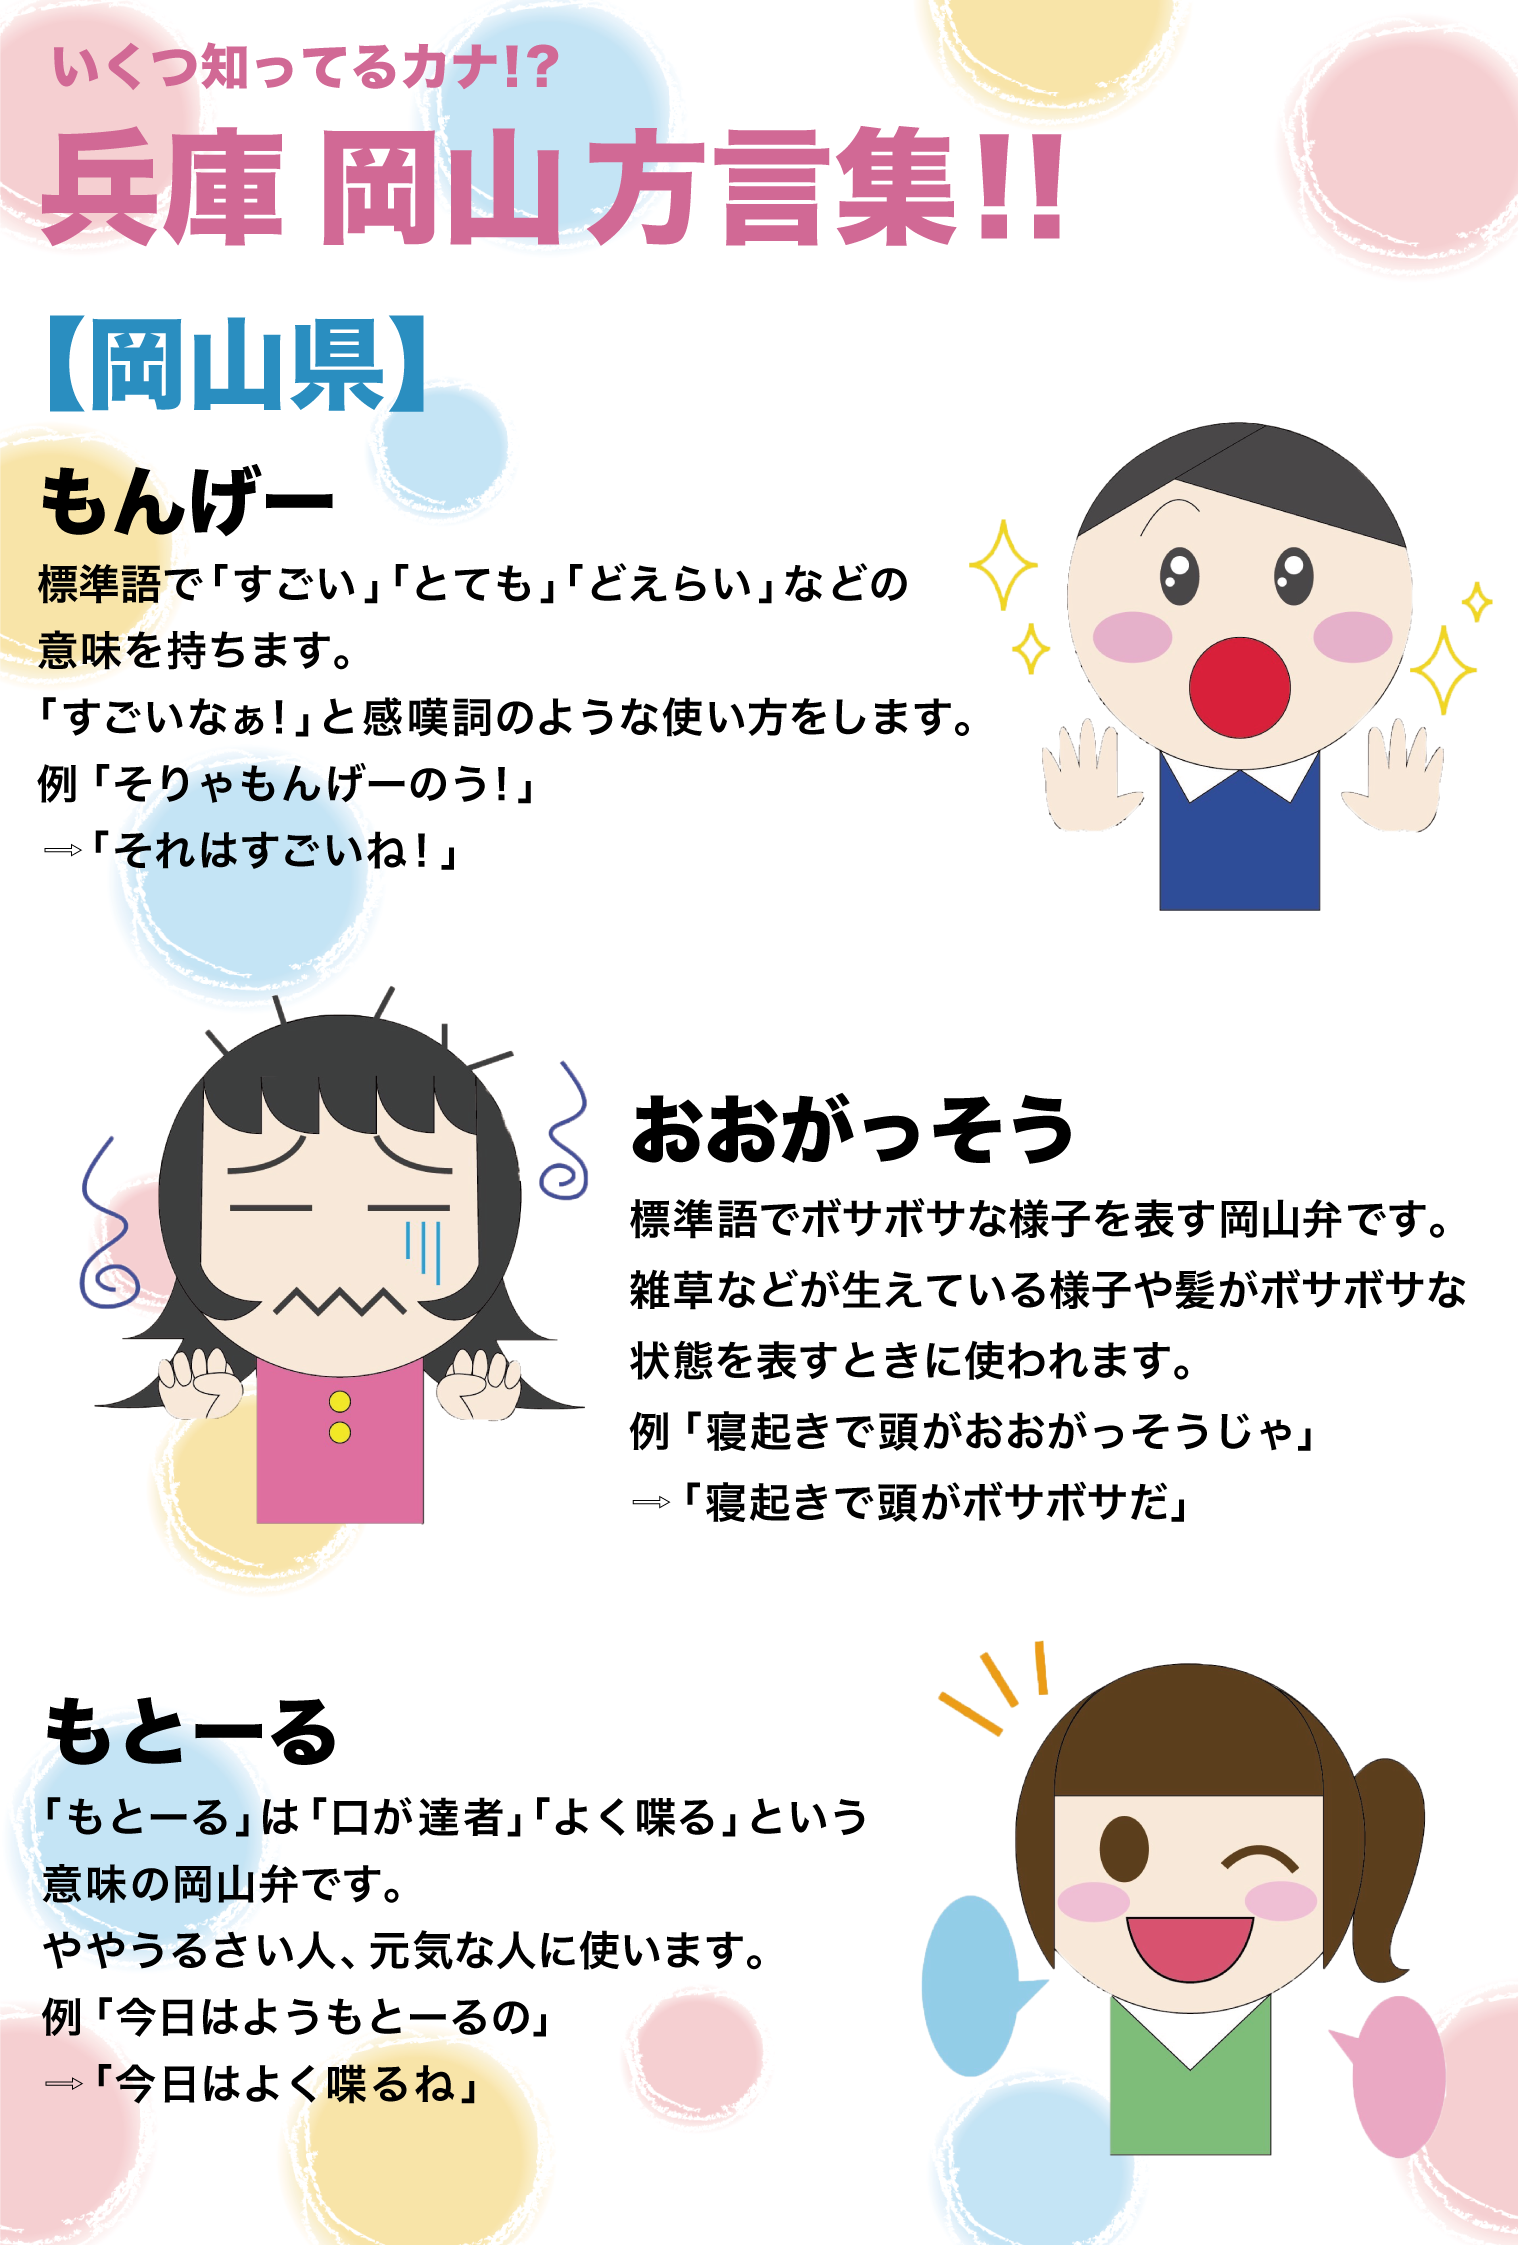 いくつ知ってるカナ!?
兵庫 岡山 方言集!!
【岡山県】
もんげー
標準語で「すごい」「とても」「どえらい」などの
意味を持ちます。
「すごいなぁ!」と感嘆詞のような使い方をします。
例「そりゃもんげーのう!」
⇨「それはすごいね!」
おおがっそう
標準語でボサボサな様子を表す岡山弁です。
雑草などが生えている様子や髪がボサボサな
状態を表すときに使われます。
例「寝起きで頭がおおがっそうじゃ」
⇨「寝起きで頭がボサボサだ」
もとーる
「もとーる」は「口が達者」「よく喋る」という
意味の岡山弁です。
ややうるさい人、元気な人に使います。
例「今日はようもとーるの」
⇨「今日はよく喋るね」